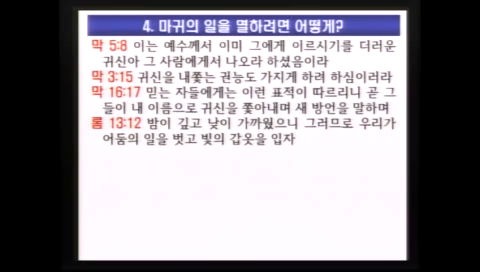 4. 마귀의 일을 멸하려면 어떻게?
막 5:8 이는 예수께서 이미 그에게 이르시기를 더러운
귀신아 그 사람에게서 나오라 하셨음이라
막 3:15 귀신을 내쫓는 권능도 가지게 하려 하심이러라
막 16:17 믿는 자들에게는 이런 표적이 따르리니 곧 그
들이 내 이름으로 귀신을 쫓아내며 새 방언을 말하며
롬 13:12 밤이 깊고 낮이 가까웠으니 그러므로 우리가
어둠의 일을 벗고 빛의 갑옷을 입자